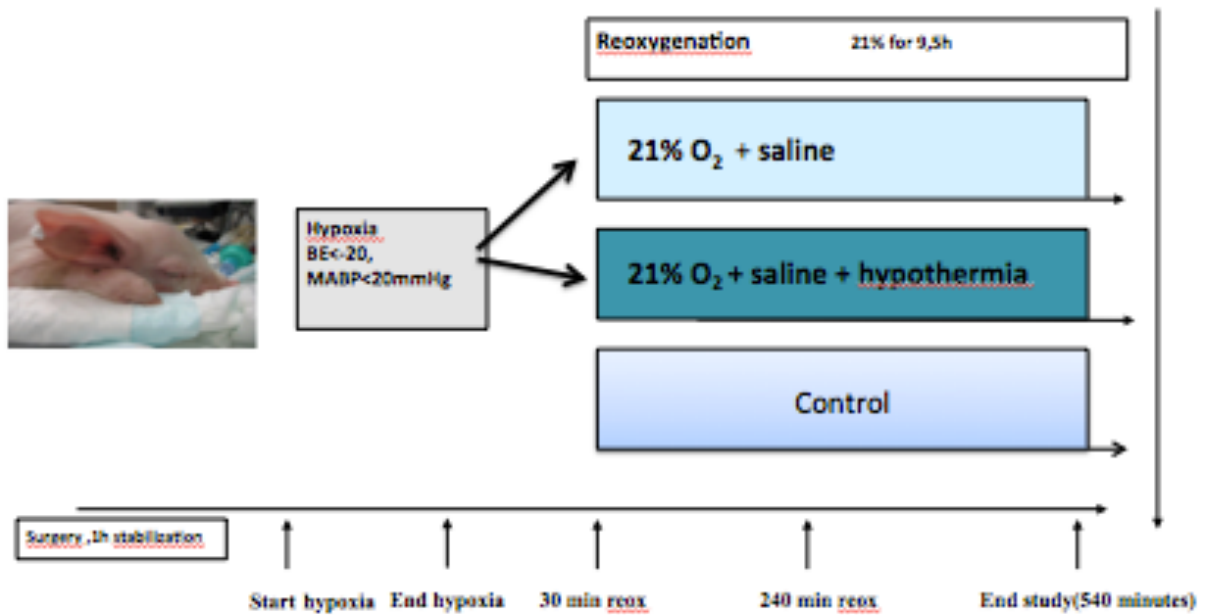 Reoxygenation 21% for 9,5h
21% O₂ + saline
Hypoxia
BE<-20,
MABP<20mmHg
21% O₂ + saline + hypothermia
Control
Surgery ,1h stabilization
Start hypoxia End hypoxia 30 min reox 240 min reox End study(540 minutes)